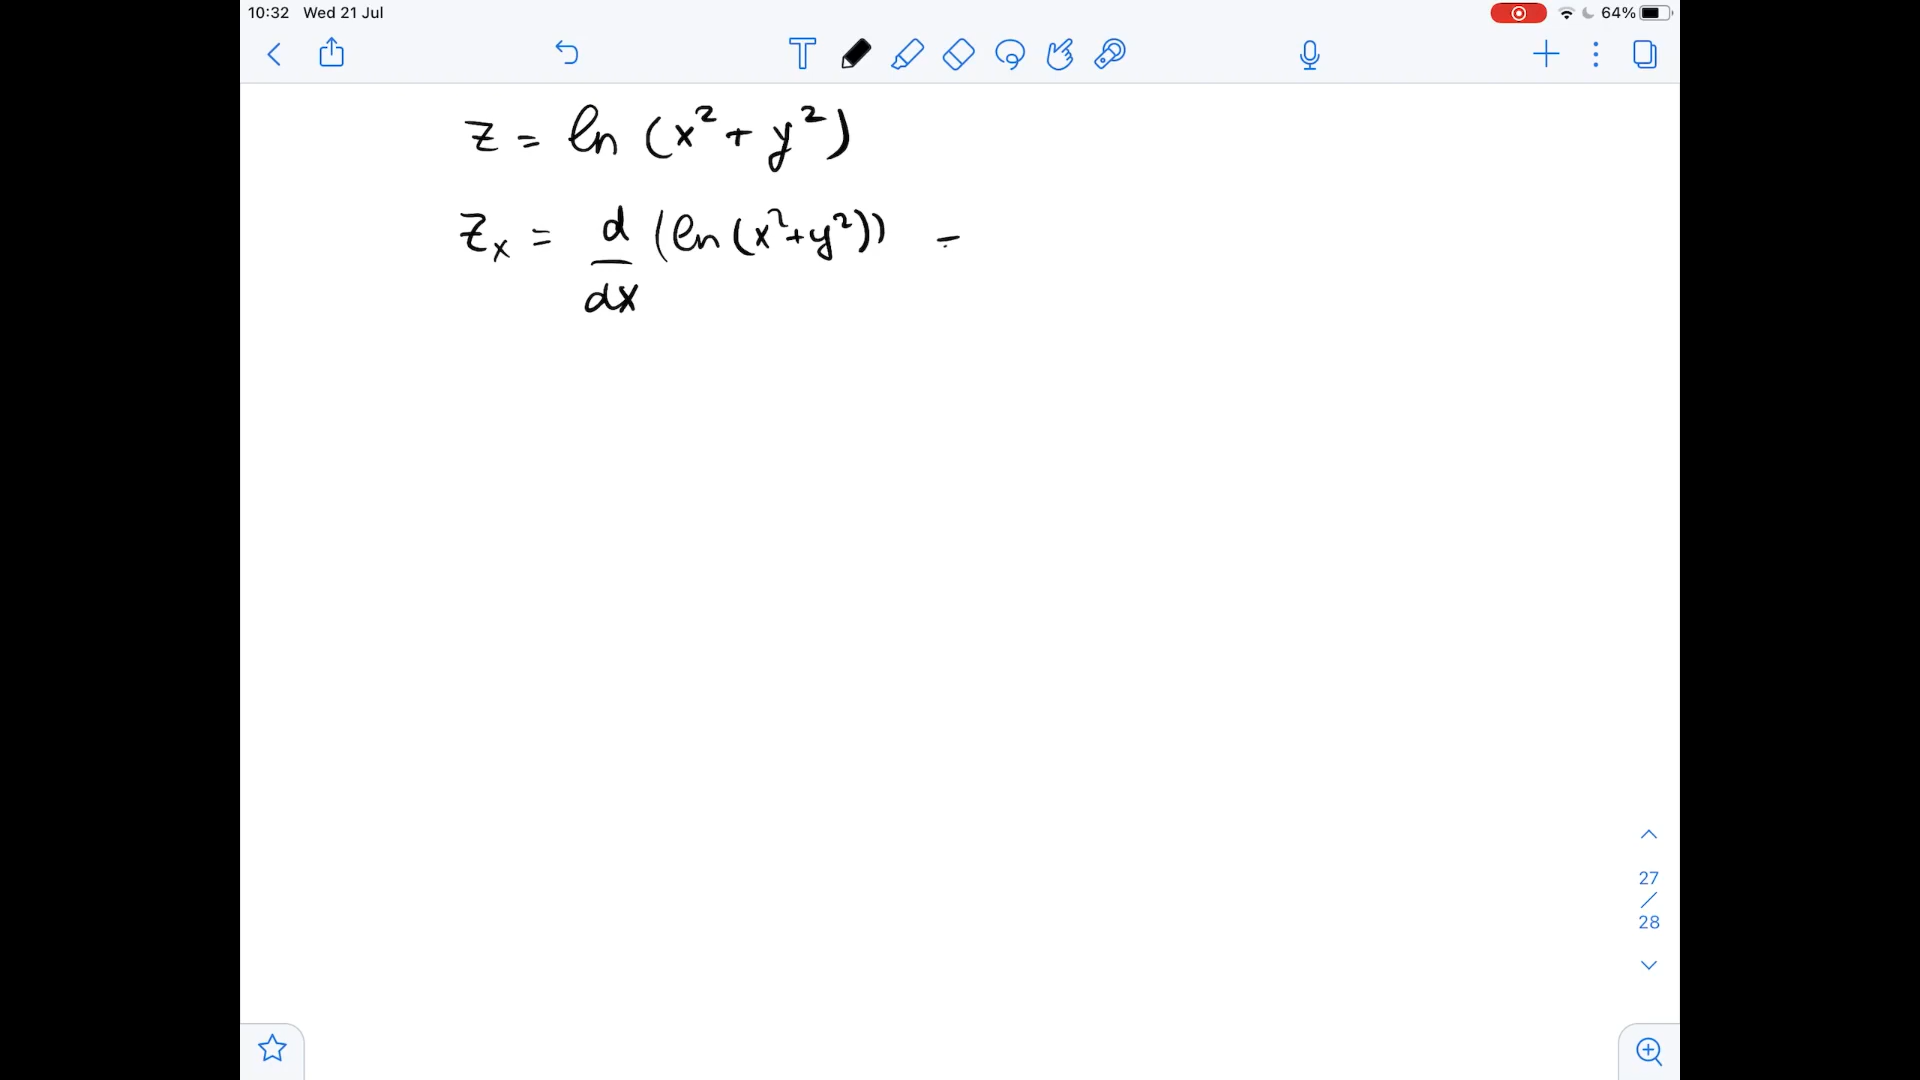 10:32 Wed 21 Jul 64%
T
z = ln (x² + y²)
zₓ = d/dx (ln (x²+y²)) =
27
/
28